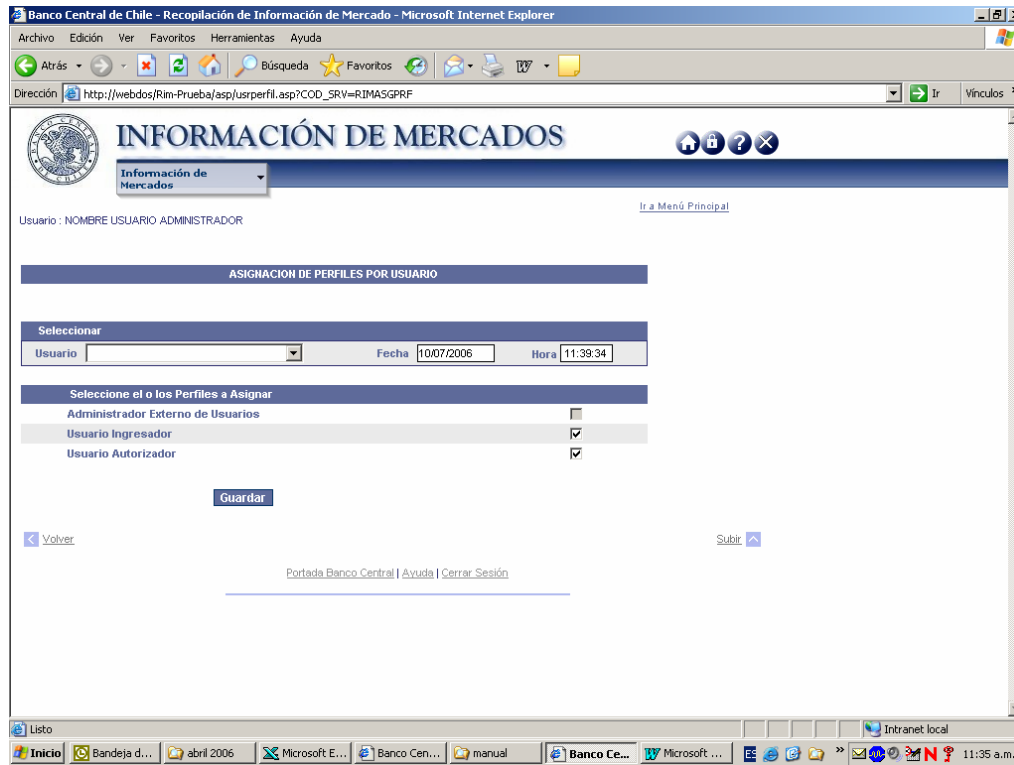 Banco Central de Chile - Recopilación de Información de Mercado - Microsoft Internet Explorer
Archivo Edición Ver Favoritos Herramientas Ayuda
Atrás Búsqueda Favoritos
Dirección http://webdos/Rim-Prueba/asp/usrperfil.asp?COD_SRV=RIMASGPRF Ir Vínculos »
BANCO CENTRAL DE CHILE
INFORMACIÓN DE MERCADOS
Información de
Mercados
Ir a Menú Principal
Usuario : NOMBRE USUARIO ADMINISTRADOR
ASIGNACION DE PERFILES POR USUARIO
Seleccionar
Usuario Fecha 10/07/2006 Hora 11:39:34
Seleccione el o los Perfiles a Asignar
Administrador Externo de Usuarios
Usuario Ingresador
Usuario Autorizador
Guardar
Volver Subir
Portada Banco Central | Ayuda | Cerrar Sesión
Listo Intranet local
Inicio Bandeja d... abril 2006 Microsoft E... Banco Cen... manual Banco Ce... Microsoft ... ES » 11:35 a.m.